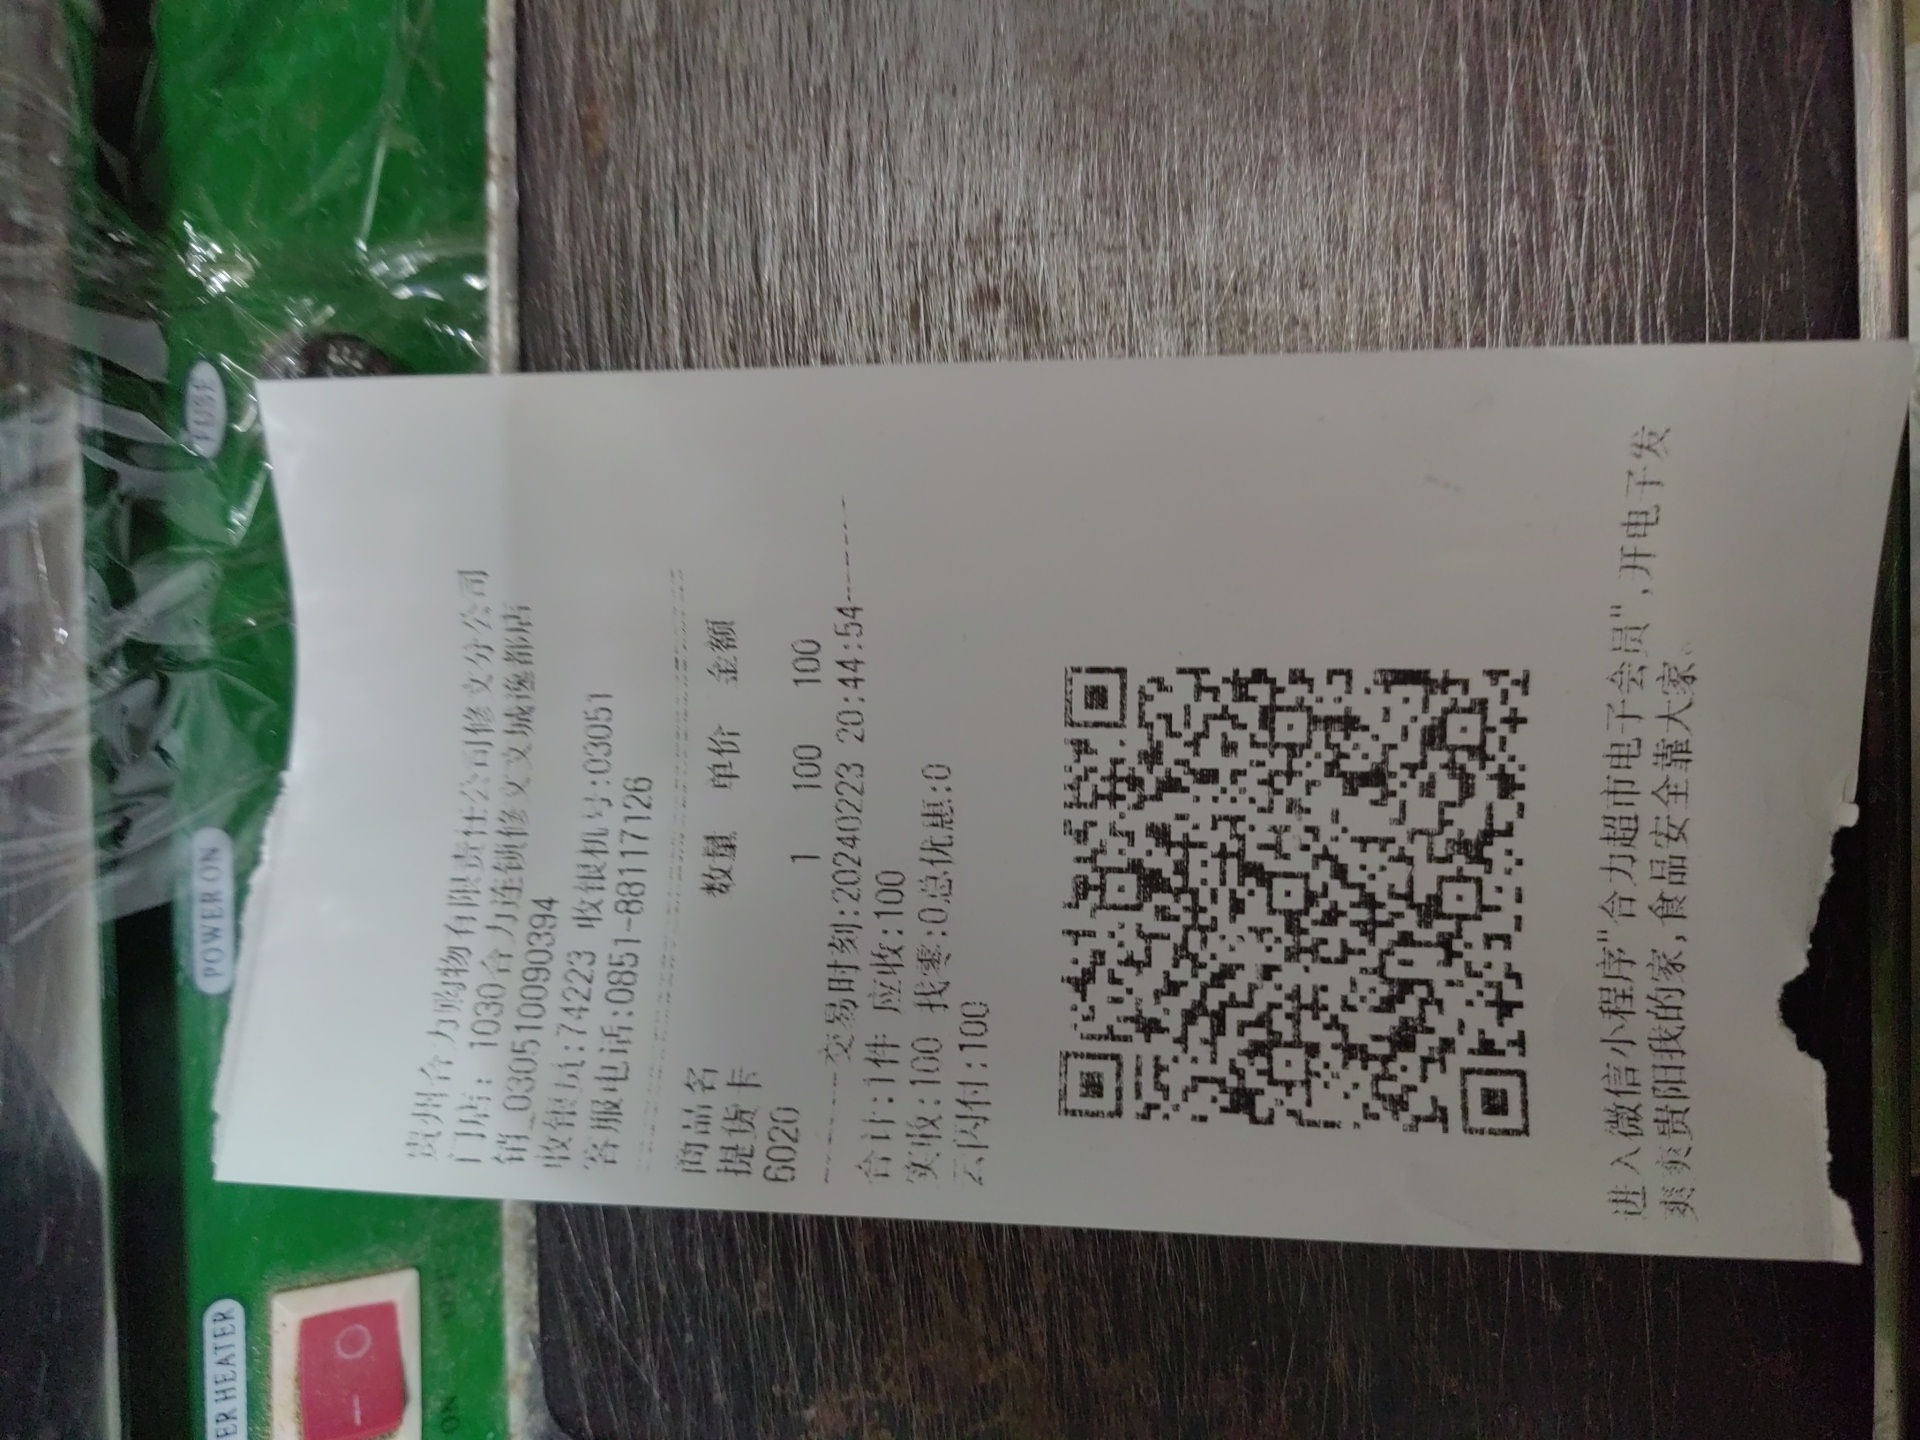 贵州合力购物有限责任公司修文分公司
门店: 1030合力连锁修文文城逸都店
销_030510090394
收银员:74223 收银机号:03051
客服电话:0851-88117126
商品名 数量 单价 金额
提货卡
6020 1 100 100
-----交易时刻:20240223 20:44:54-----
合计:1件 应收:100
实收:100 找零:0总优惠:0
云闪付:100
进入微信小程序"合力超市电子会员",开电子发
爽爽贵阳我的家,食品安全靠大家。
FUSE
POWER ON
ER HEATER
ON